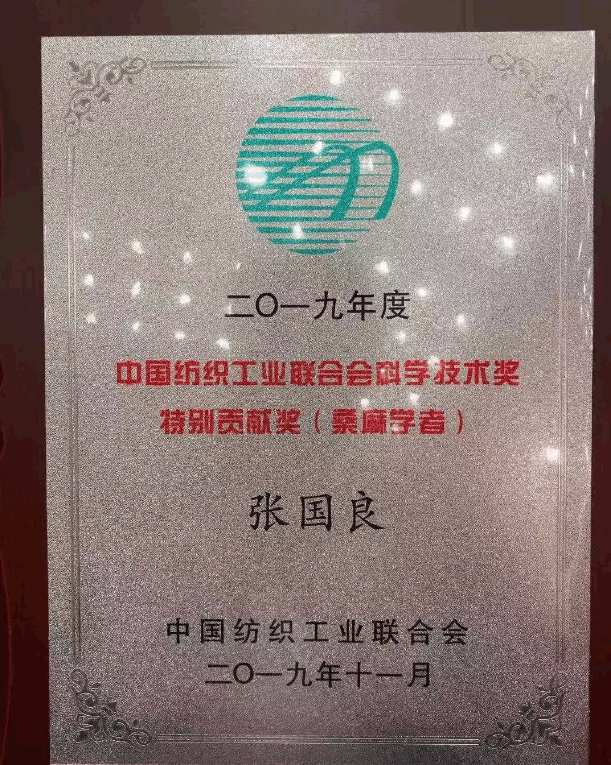 二〇一九年度
中国纺织工业联合会科学技术奖
特别贡献奖（桑麻学者）
张国良
中国纺织工业联合会
二〇一九年十一月